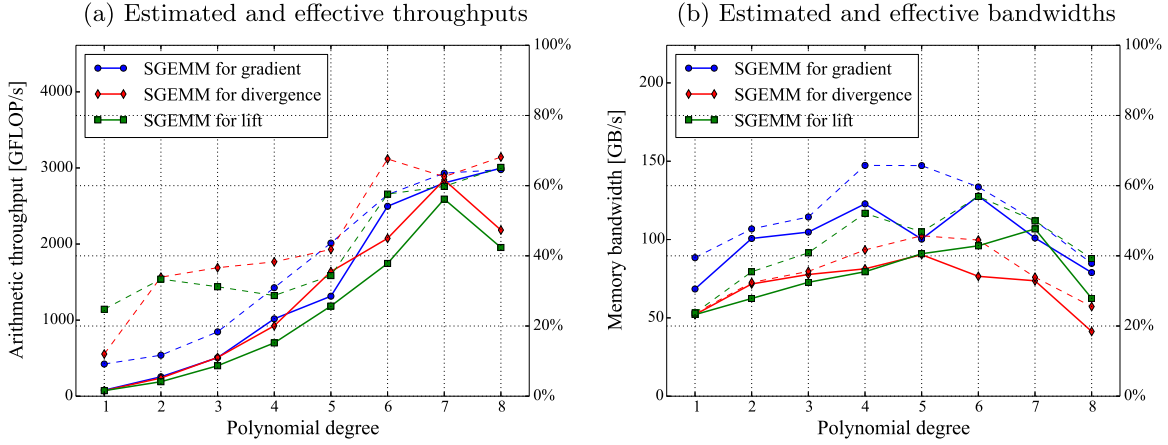 (a) Estimated and effective throughputs
Arithmetic throughput [GFLOP/s]
4000
3000
2000
1000
0
SGEMM for gradient
SGEMM for divergence
SGEMM for lift
100%
80%
60%
40%
20%
0%
1 2 3 4 5 6 7 8
Polynomial degree
(b) Estimated and effective bandwidths
Memory bandwidth [GB/s]
200
150
100
50
0
SGEMM for gradient
SGEMM for divergence
SGEMM for lift
100%
80%
60%
40%
20%
0%
1 2 3 4 5 6 7 8
Polynomial degree